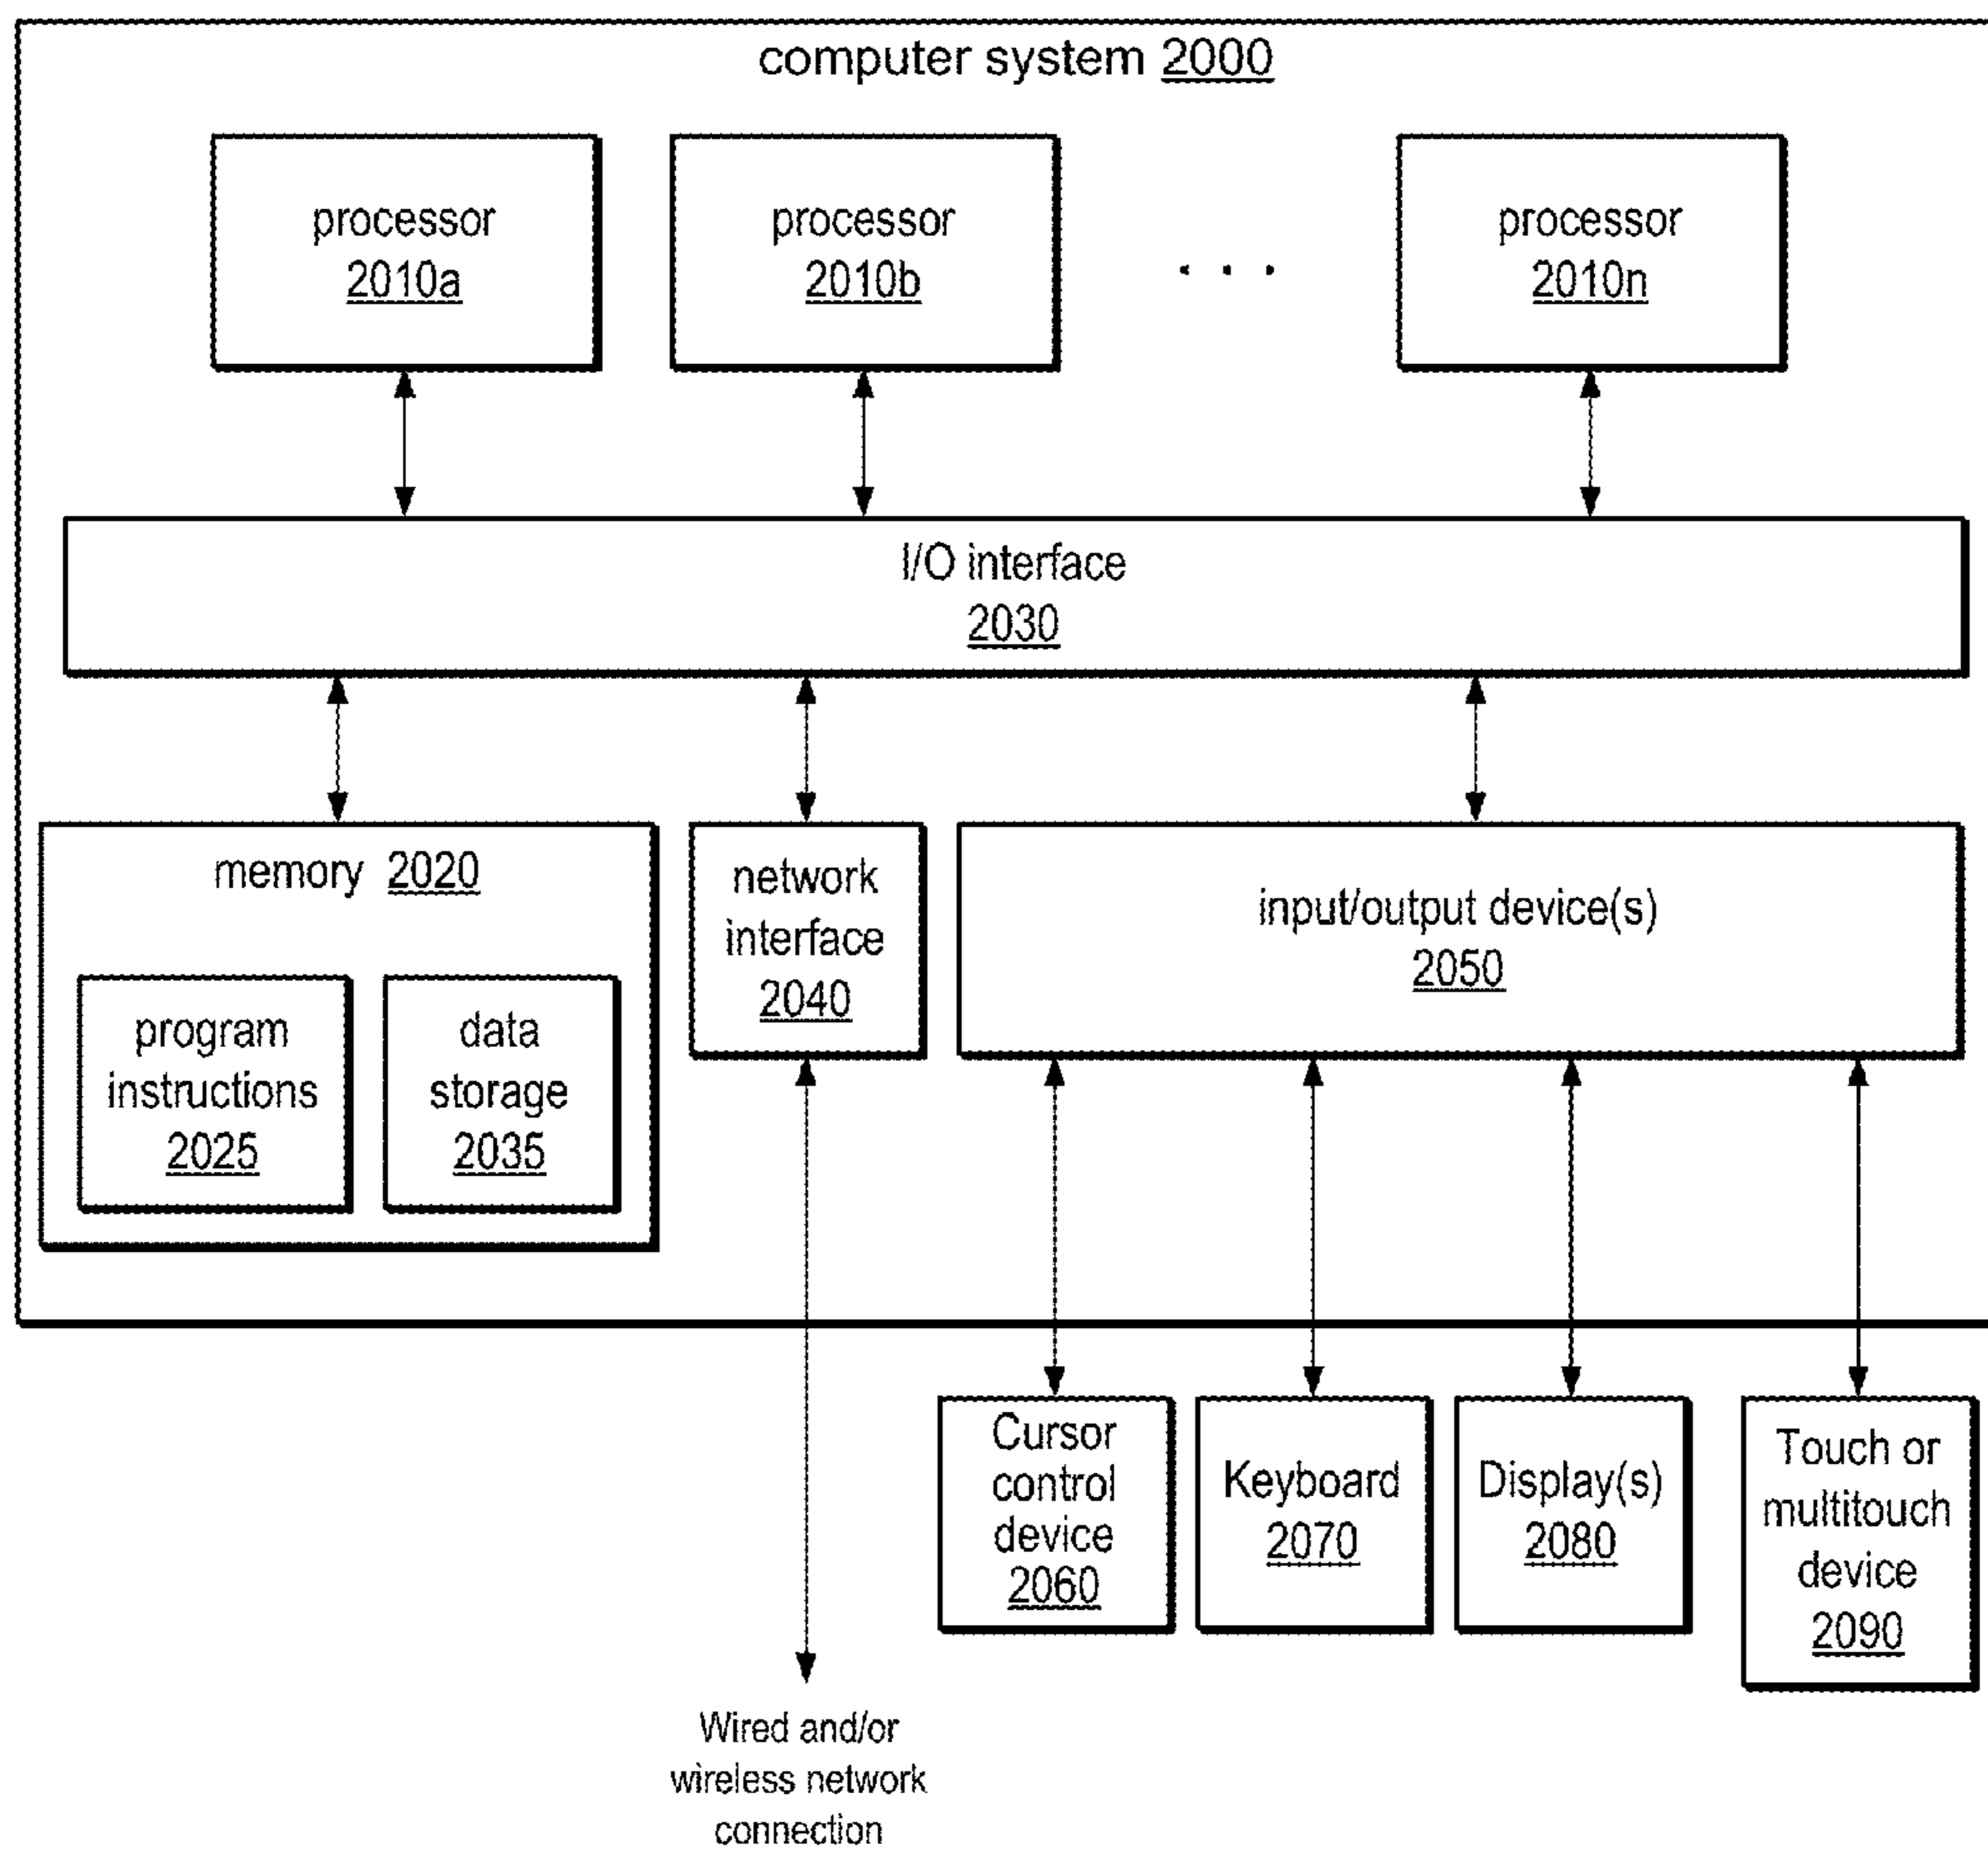 computer system 2000
processor
2010a
processor
2010b
. . .
processor
2010n
I/O interface
2030
memory 2020
program
instructions
2025
data
storage
2035
network
interface
2040
input/output device(s)
2050
Cursor
control
device
2060
Keyboard
2070
Display(s)
2080
Touch or
multitouch
device
2090
Wired and/or
wireless network
connection